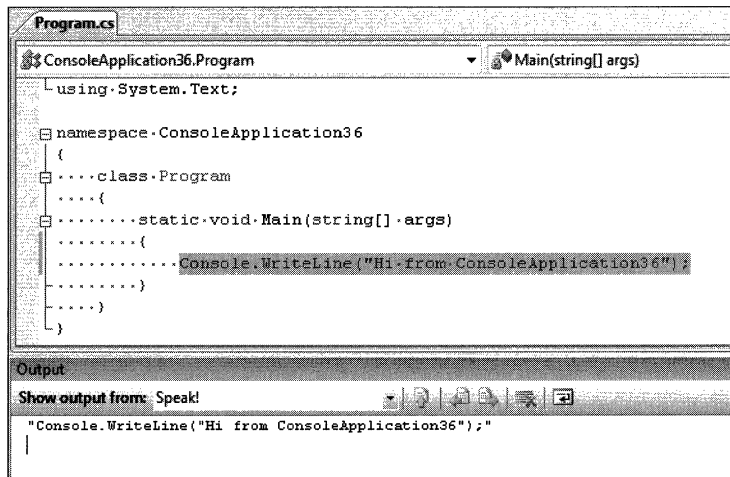 Program.cs
ConsoleApplication36.Program
Main(string[] args)
using·System.Text;
namespace·ConsoleApplication36
{
····class·Program
····{
········static·void·Main(string[]·args)
········{
············Console.WriteLine("Hi·from·ConsoleApplication36");
········}
····}
}
Output
Show output from: Speak!
"Console.WriteLine("Hi from ConsoleApplication36");"